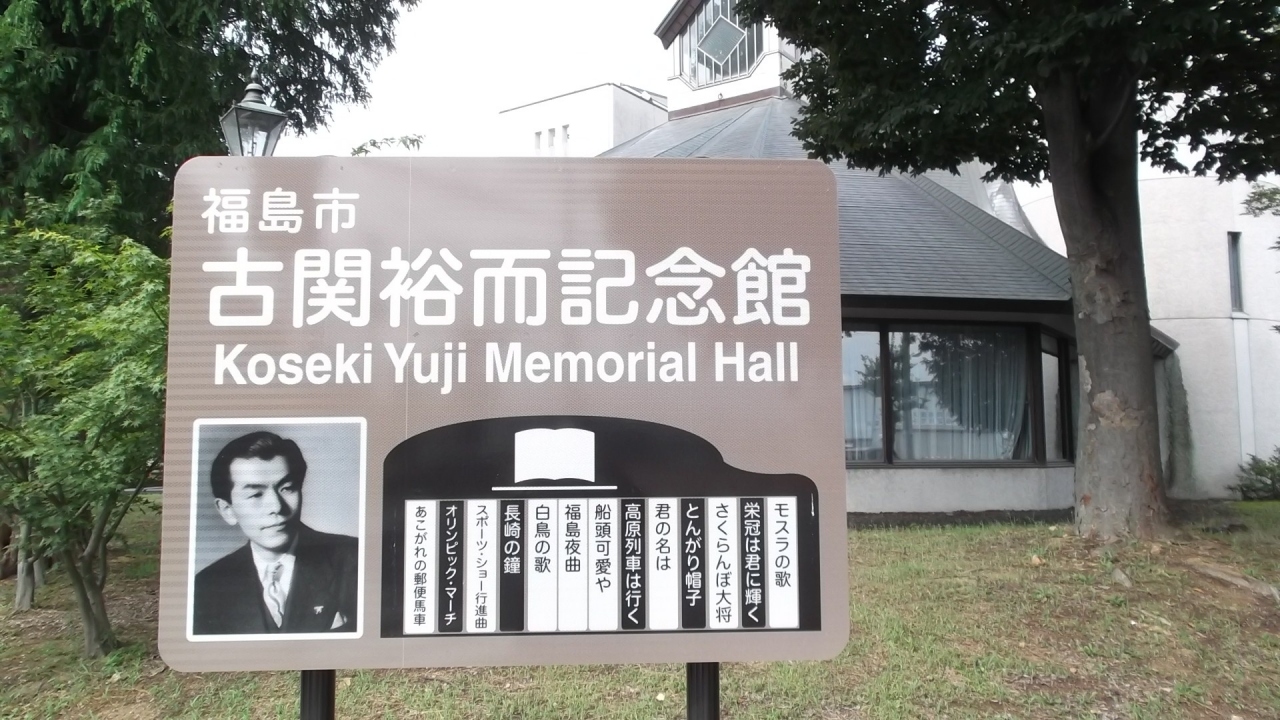 福島市
古関裕而記念館
Koseki Yuji Memorial Hall
モスラの歌
栄冠は君に輝く
さくらんぼ大将
とんがり帽子
君の名は
高原列車は行く
船頭可愛や
福島夜曲
白鳥の歌
長崎の鐘
スポーツ・ショー行進曲
オリンピック・マーチ
あこがれの郵便馬車